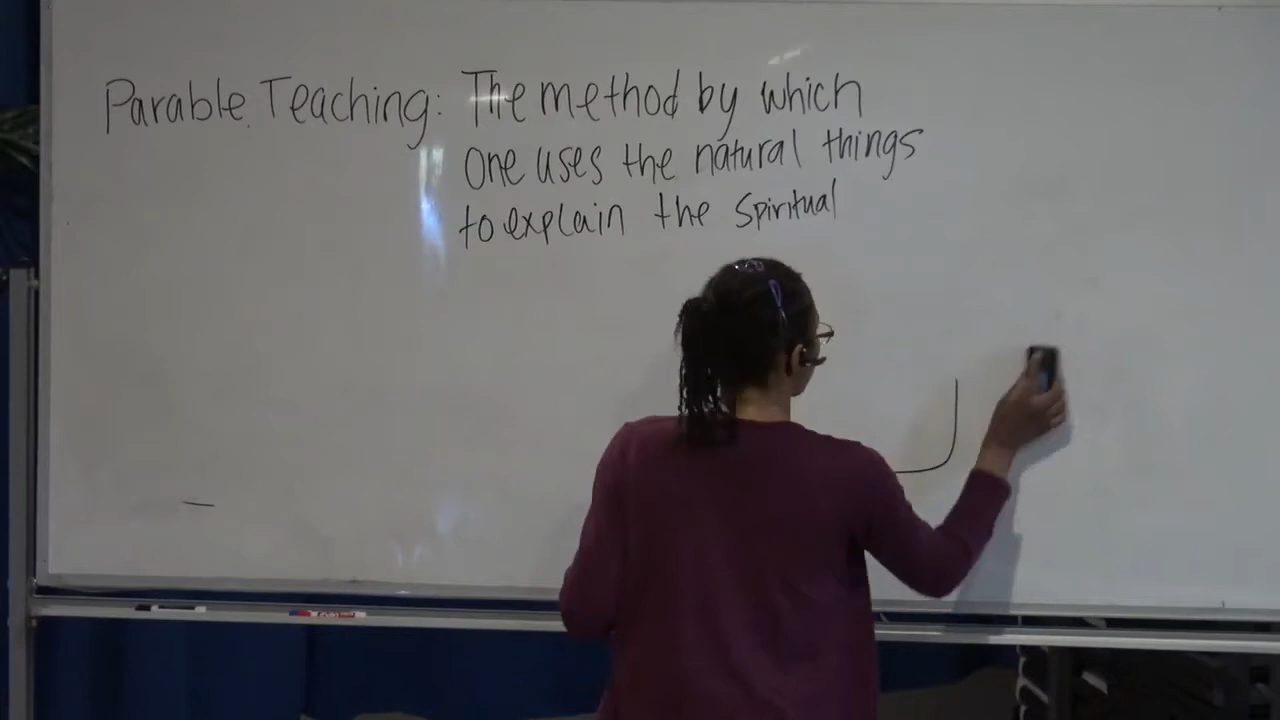 Parable Teaching: The method by which
one uses the natural things
to explain the spiritual